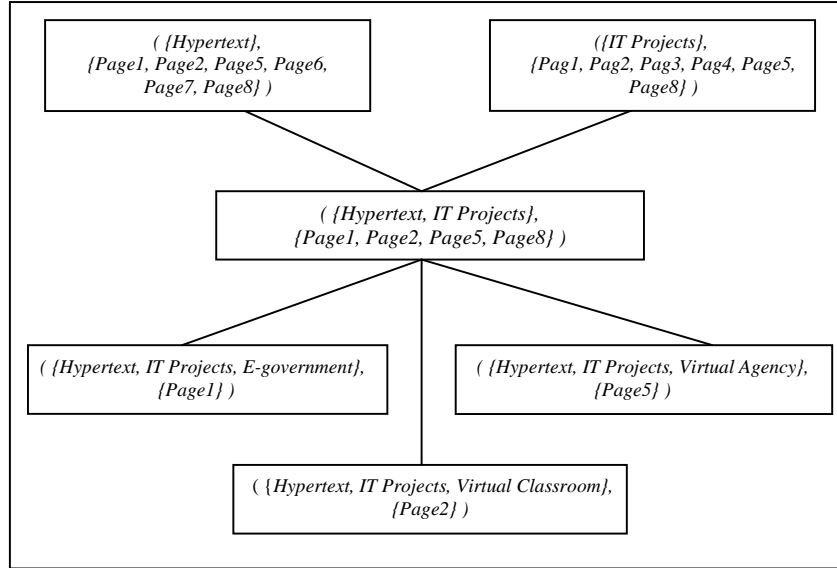 ( {Hypertext},
{Page1, Page2, Page5, Page6,
Page7, Page8} )
({IT Projects},
{Pag1, Pag2, Pag3, Pag4, Page5,
Page8} )
( {Hypertext, IT Projects},
{Page1, Page2, Page5, Page8} )
( {Hypertext, IT Projects, E-government},
{Page1} )
( {Hypertext, IT Projects, Virtual Agency},
{Page5} )
( {Hypertext, IT Projects, Virtual Classroom},
{Page2} )